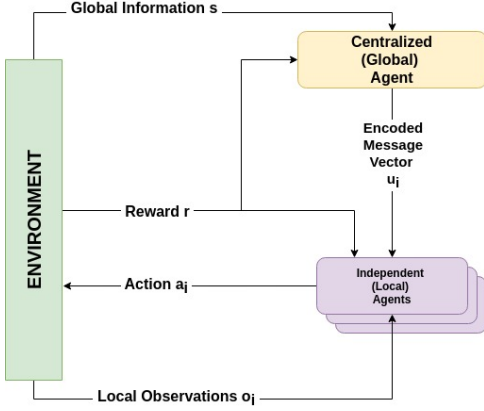 Global Information s
Centralized
(Global)
Agent
Encoded
Message
Vector
ui
ENVIRONMENT
Reward r
Independent
(Local)
Agents
Action ai
Local Observations oi